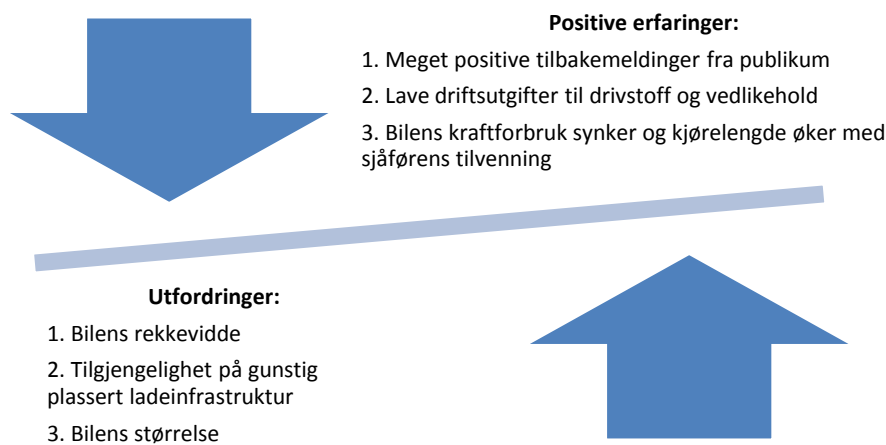 Positive erfaringer:
1. Meget positive tilbakemeldinger fra publikum
2. Lave driftsutgifter til drivstoff og vedlikehold
3. Bilens kraftforbruk synker og kjørelengde øker med
sjåførens tilvenning
Utfordringer:
1. Bilens rekkevidde
2. Tilgjengelighet på gunstig
plassert ladeinfrastruktur
3. Bilens størrelse